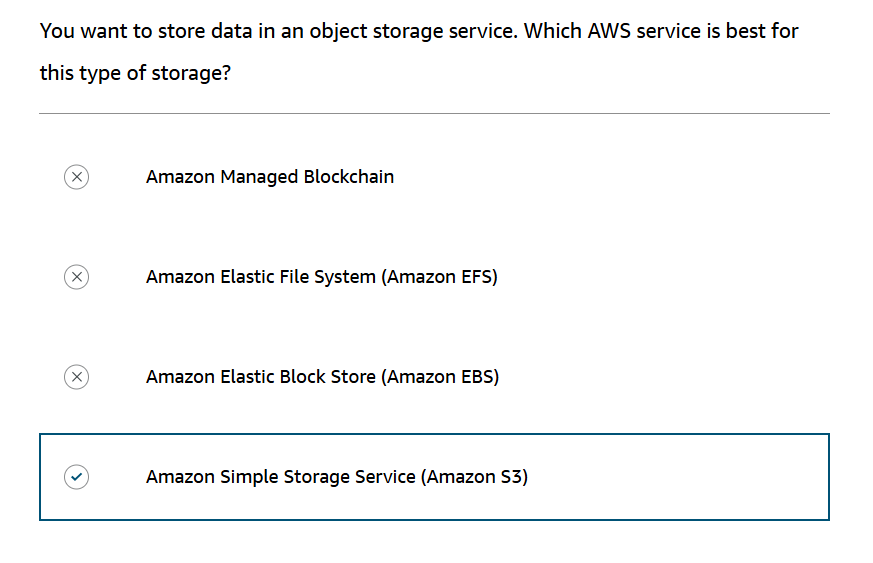 You want to store data in an object storage service. Which AWS service is best for
this type of storage?
Amazon Managed Blockchain
Amazon Elastic File System (Amazon EFS)
Amazon Elastic Block Store (Amazon EBS)
Amazon Simple Storage Service (Amazon S3)